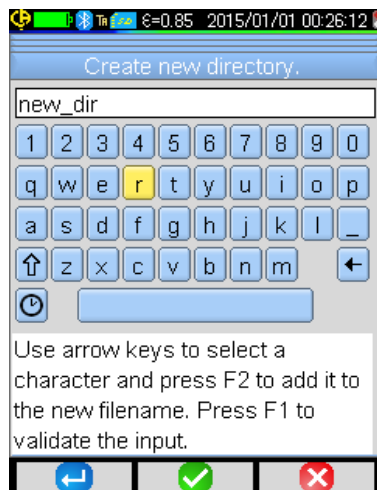 ε=0.85 2015/01/01 00:26:12
Create new directory.
new_dir
1 2 3 4 5 6 7 8 9 0
q w e r t y u i o p
a s d f g h j k l _
z x c v b n m
Use arrow keys to select a
character and press F2 to add it to
the new filename. Press F1 to
validate the input.